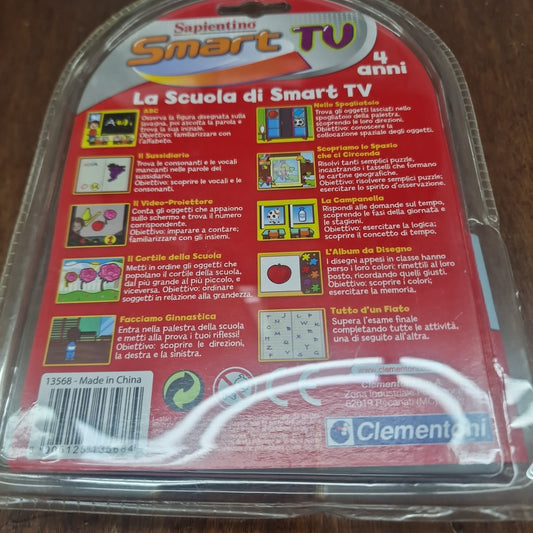 Sapientino
Smart TV
4
anni
La Scuola di Smart TV
ABC
Osserva la figura disegnata sulla
lavagna, poi ascolta la parola e
trova la sua iniziale.
Obiettivo: familiarizzare con
l'alfabeto.
Il Sussidiario
Trova le consonanti e le vocali
mancanti nelle parole del
sussidiario.
Obiettivo: scoprire le vocali e le
consonanti.
Il Video-Proiettore
Conta gli oggetti che appaiono
sullo schermo e trova il numero
corrispondente.
Obiettivo: imparare a contare;
familiarizzare con gli insiemi.
Il Cortile della Scuola
Metti in ordine gli oggetti che
popolano il cortile della scuola,
dal più grande al più piccolo, e
viceversa. Obiettivo: ordinare
soggetti in relazione alla grandezza.
Facciamo Ginnastica
Entra nella palestra della scuola
e metti alla prova i tuoi riflessi!
Obiettivo: scoprire le direzioni,
la destra e la sinistra.
Nello Spogliatoio
Trova gli oggetti lasciati nello
spogliatoio della palestra,
scoprendo le loro direzioni.
Obiettivo: conoscere la
collocazione spaziale degli oggetti.
Scopriamo lo Spazio
che ci Circonda
Risolvi tanti semplici puzzle,
incastrando i tasselli che formano
le cartine geografiche.
Obiettivo: risolvere semplici puzzle;
esercitare lo spirito d'osservazione.
La Campanella
Rispondi alle domande sul tempo,
scoprendo le fasi della giornata e
le stagioni.
Obiettivo: esercitare la logica;
scoprire il concetto di tempo.
L'Album da Disegno
I disegni appesi in classe hanno
perso i loro colori: rimettili al loro
posto, ricordando quelli giusti.
Obiettivo: scoprire i colori;
esercitare la memoria.
Tutto d'un Fiato
Supera l'esame finale
completando tutte le attività,
una di seguito all'altra.
13568 - Made in China
CE
www.clementoni
Clementoni
Zona Industriale
62019 Recanati (MC)
Clementoni